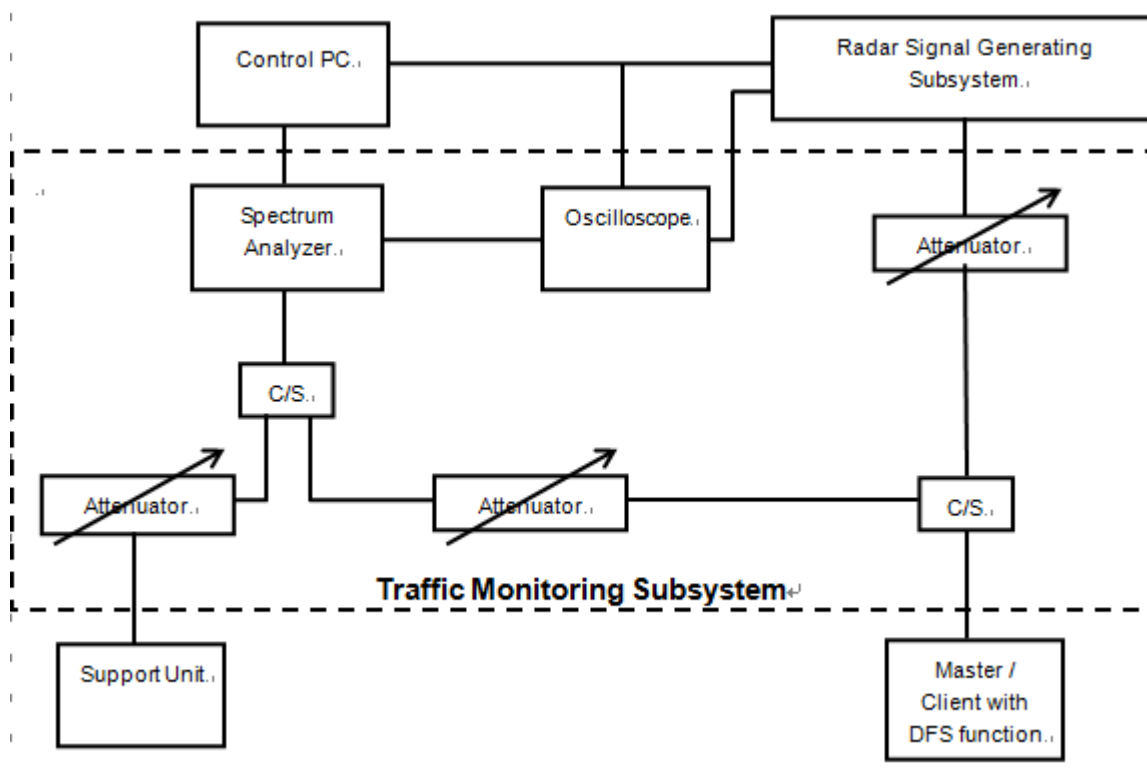 Control PC.
Radar Signal Generating
Subsystem.
Spectrum
Analyzer.
Oscilloscope.
Attenuator.
C/S.
Attenuator.
Attenuator.
C/S.
Traffic Monitoring Subsystem
Support Unit.
Master /
Client with
DFS function.